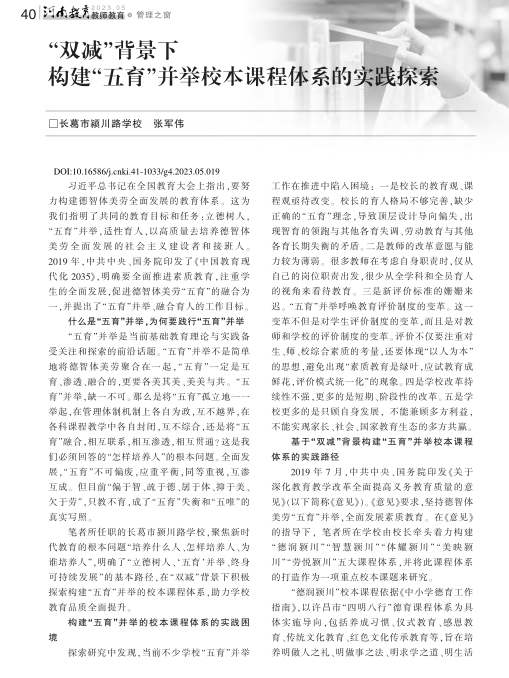 40 河南教育 教师教育 2023.05 管理之窗
“双减”背景下
构建“五育”并举校本课程体系的实践探索
□长葛市颍川路学校 张军伟
DOI:10.16586/j.cnki.41-1033/g4.2023.05.019
习近平总书记在全国教育大会上指出,要努
力构建德智体美劳全面发展的教育体系。这为
我们指明了共同的教育目标和任务:立德树人,
“五育”并举,适性育人,以高质量去培养德智体
美劳全面发展的社会主义建设者和接班人。
2019 年,中共中央、国务院印发了《中国教育现
代化 2035》,明确要全面推进素质教育,注重学
生的全面发展,促进德智体美劳“五育”的融合为
一,并提出了“五育”并举、融合育人的工作目标。
什么是“五育”并举,为何要践行“五育”并举
“五育”并举是当前基础教育理论与实践备
受关注和探索的前沿话题。“五育”并举不是简单
地将德智体美劳聚合在一起,“五育”一定是互
育、渗透、融合的,更要各美其美、美美与共。“五
育”并举,缺一不可。那么是将“五育”孤立地一一
举起,在管理体制机制上各自为政,互不越界,在
各科课程教学中各自封闭,互不综合,还是将“五
育”融合,相互联系,相互渗透,相互贯通?这是我
们必须回答的“怎样培养人”的根本问题。全面发
展,“五育”不可偏废,应重平衡,同等重视,互渗
互成。但目前“偏于智、疏于德、居于体、抑于美、
欠于劳”,只教不育,成了“五育”失衡和“五唯”的
真实写照。
笔者所任职的长葛市颍川路学校,聚焦新时
代教育的根本问题“培养什么人、怎样培养人、为
谁培养人”,明确了“立德树人、‘五育’并举、终身
可持续发展”的基本路径,在“双减”背景下积极
探索构建“五育”并举的校本课程体系,助力学校
教育品质全面提升。
构建“五育”并举的校本课程体系的实践困
境
探索研究中发现,当前不少学校“五育”并举
工作在推进中陷入困境:一是校长的教育观、课
程观亟待改变。校长的育人格局不够完善,缺少
正确的“五育”理念,导致顶层设计导向偏失,出
现智育的领跑与其他各育失调、劳动教育与其他
各育长期失衡的矛盾。二是教师的改革意愿与能
力较为薄弱。很多教师在考虑自身职责时,仅从
自己的岗位职责出发,很少从全学科和全员育人
的视角来看待教育。三是新评价标准的姗姗来
迟。“五育”并举呼唤教育评价制度的变革。这一
变革不但是对学生评价制度的变革,而且是对教
师和学校的评价制度的变革。评价不仅要注重对
生、师、校综合素质的考量,还要体现“以人为本”
的思想,避免出现“素质教育是绿叶,应试教育成
鲜花,评价模式统一化”的现象。四是学校改革持
续性不强,更多的是短期、阶段性的改革。五是学
校更多的是只顾自身发展,不能兼顾多方利益,
不能实现家长、社会、国家教育生态的多方共赢。
基于“双减”背景构建“五育”并举校本课程
体系的实践路径
2019 年 7 月,中共中央、国务院印发《关于
深化教育教学改革全面提高义务教育质量的意
见》(以下简称《意见》)。《意见》要求,坚持德智体
美劳“五育”并举,全面发展素质教育。在《意见》
的指导下,笔者所在学校由校长牵头着力构建
“德润颍川”“智慧颍川”“体耀颍川”“美映颍
川”“劳悦颍川”五大课程体系,并将此课程体系
的打造作为一项重点校本课题来研究。
“德润颍川”校本课程依据《中小学德育工作
指南》,以许昌市“四明八行”德育课程体系为具
体实施导向,包括养成习惯、仪式教育、感恩教
育、传统文化教育、红色文化传承教育等,旨在培
养明做人之礼、明做事之法、明求学之道、明生活